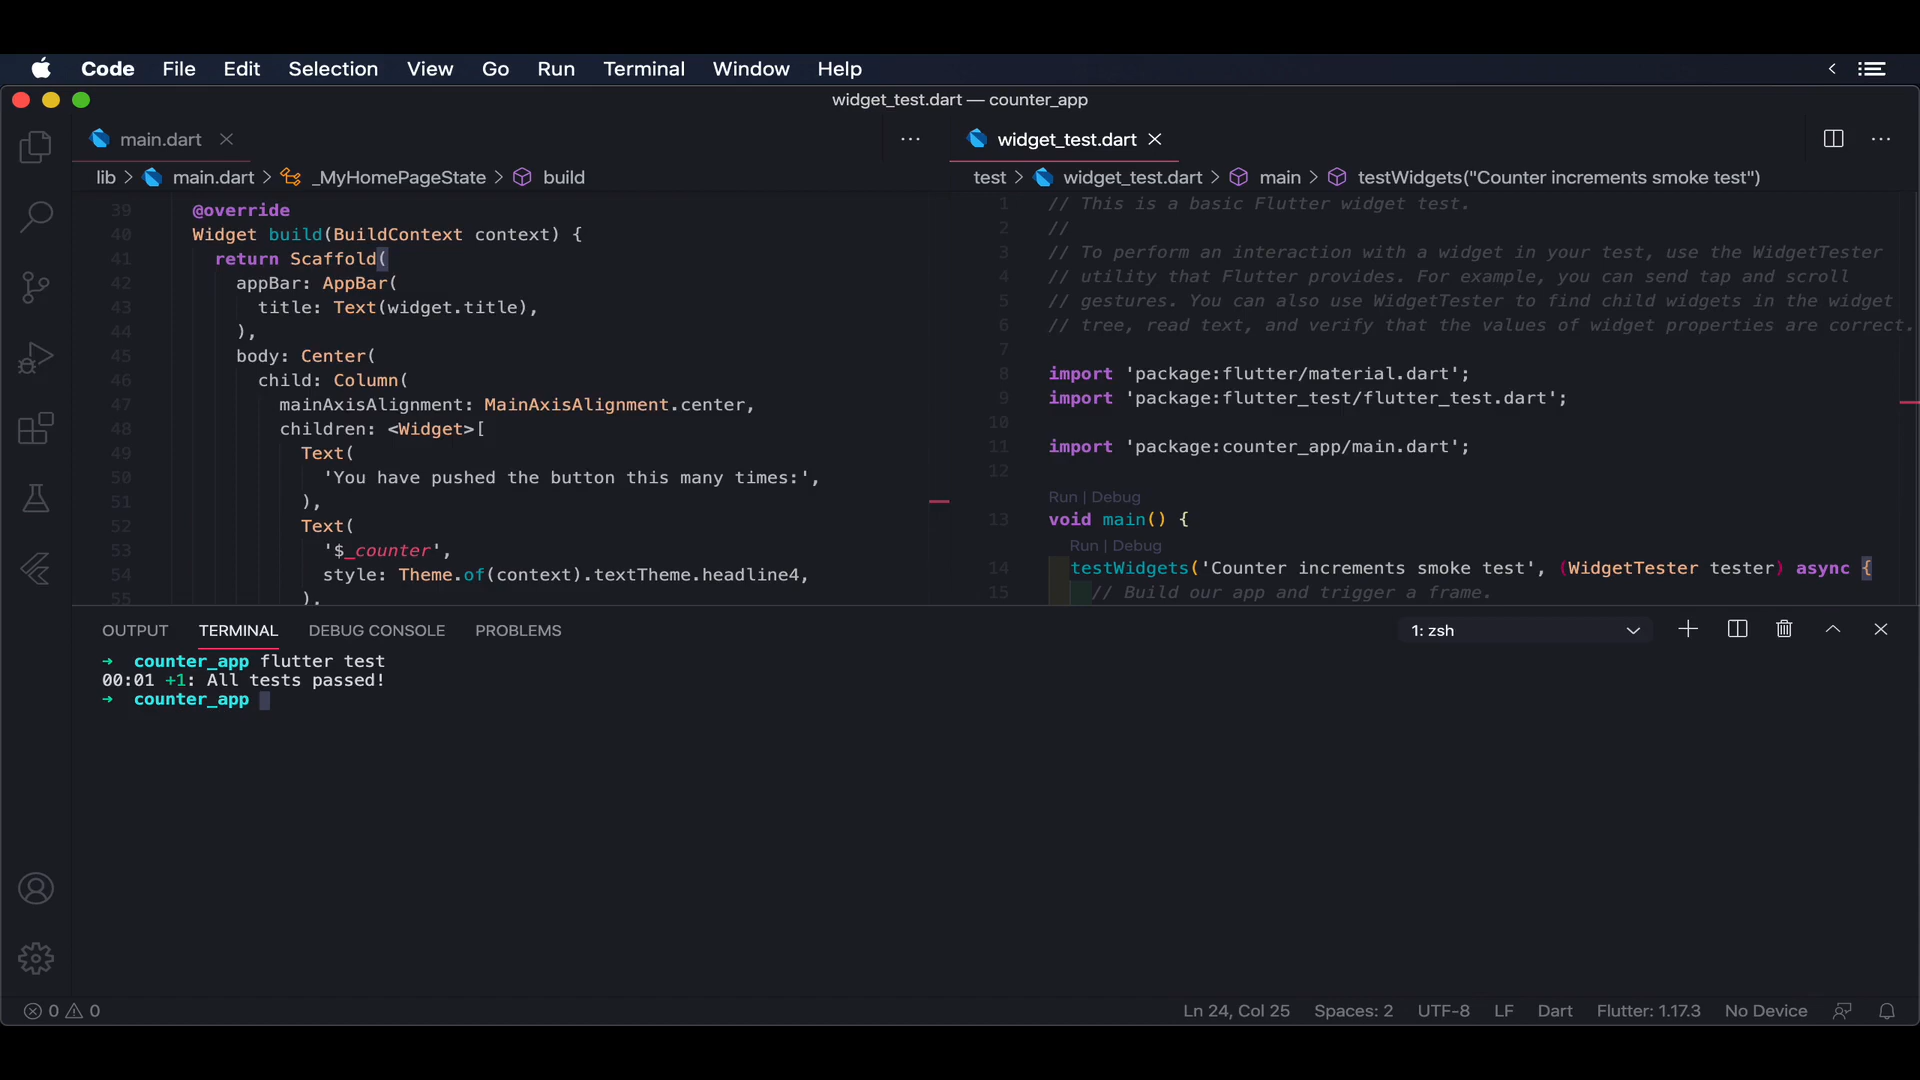 Code File Edit Selection View Go Run Terminal Window Help
widget_test.dart — counter_app
main.dart
lib > main.dart > _MyHomePageState > build
39 @override
40 Widget build(BuildContext context) {
41 return Scaffold(
42 appBar: AppBar(
43 title: Text(widget.title),
44 ),
45 body: Center(
46 child: Column(
47 mainAxisAlignment: MainAxisAlignment.center,
48 children: <Widget>[
49 Text(
50 'You have pushed the button this many times:',
51 ),
52 Text(
53 '$_counter',
54 style: Theme.of(context).textTheme.headline4,
55 ),
widget_test.dart
test > widget_test.dart > main > testWidgets("Counter increments smoke test")
1 // This is a basic Flutter widget test.
2 //
3 // To perform an interaction with a widget in your test, use the WidgetTester
4 // utility that Flutter provides. For example, you can send tap and scroll
5 // gestures. You can also use WidgetTester to find child widgets in the widget
6 // tree, read text, and verify that the values of widget properties are correct.
7
8 import 'package:flutter/material.dart';
9 import 'package:flutter_test/flutter_test.dart';
10
11 import 'package:counter_app/main.dart';
12
Run | Debug
13 void main() {
Run | Debug
14 testWidgets('Counter increments smoke test', (WidgetTester tester) async {
15 // Build our app and trigger a frame.
OUTPUT TERMINAL DEBUG CONSOLE PROBLEMS 1: zsh
→ counter_app flutter test
00:01 +1: All tests passed!
→ counter_app
0 0 Ln 24, Col 25 Spaces: 2 UTF-8 LF Dart Flutter: 1.17.3 No Device